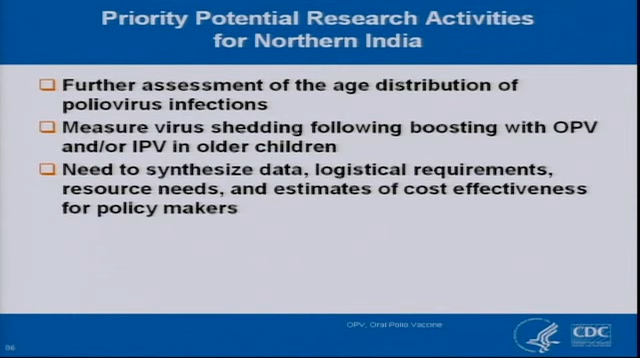 Priority Potential Research Activities
for Northern India
Further assessment of the age distribution of
poliovirus infections
Measure virus shedding following boosting with OPV
and/or IPV in older children
Need to synthesize data, logistical requirements,
resource needs, and estimates of cost effectiveness
for policy makers
OPV, Oral Polio Vaccine
CDC